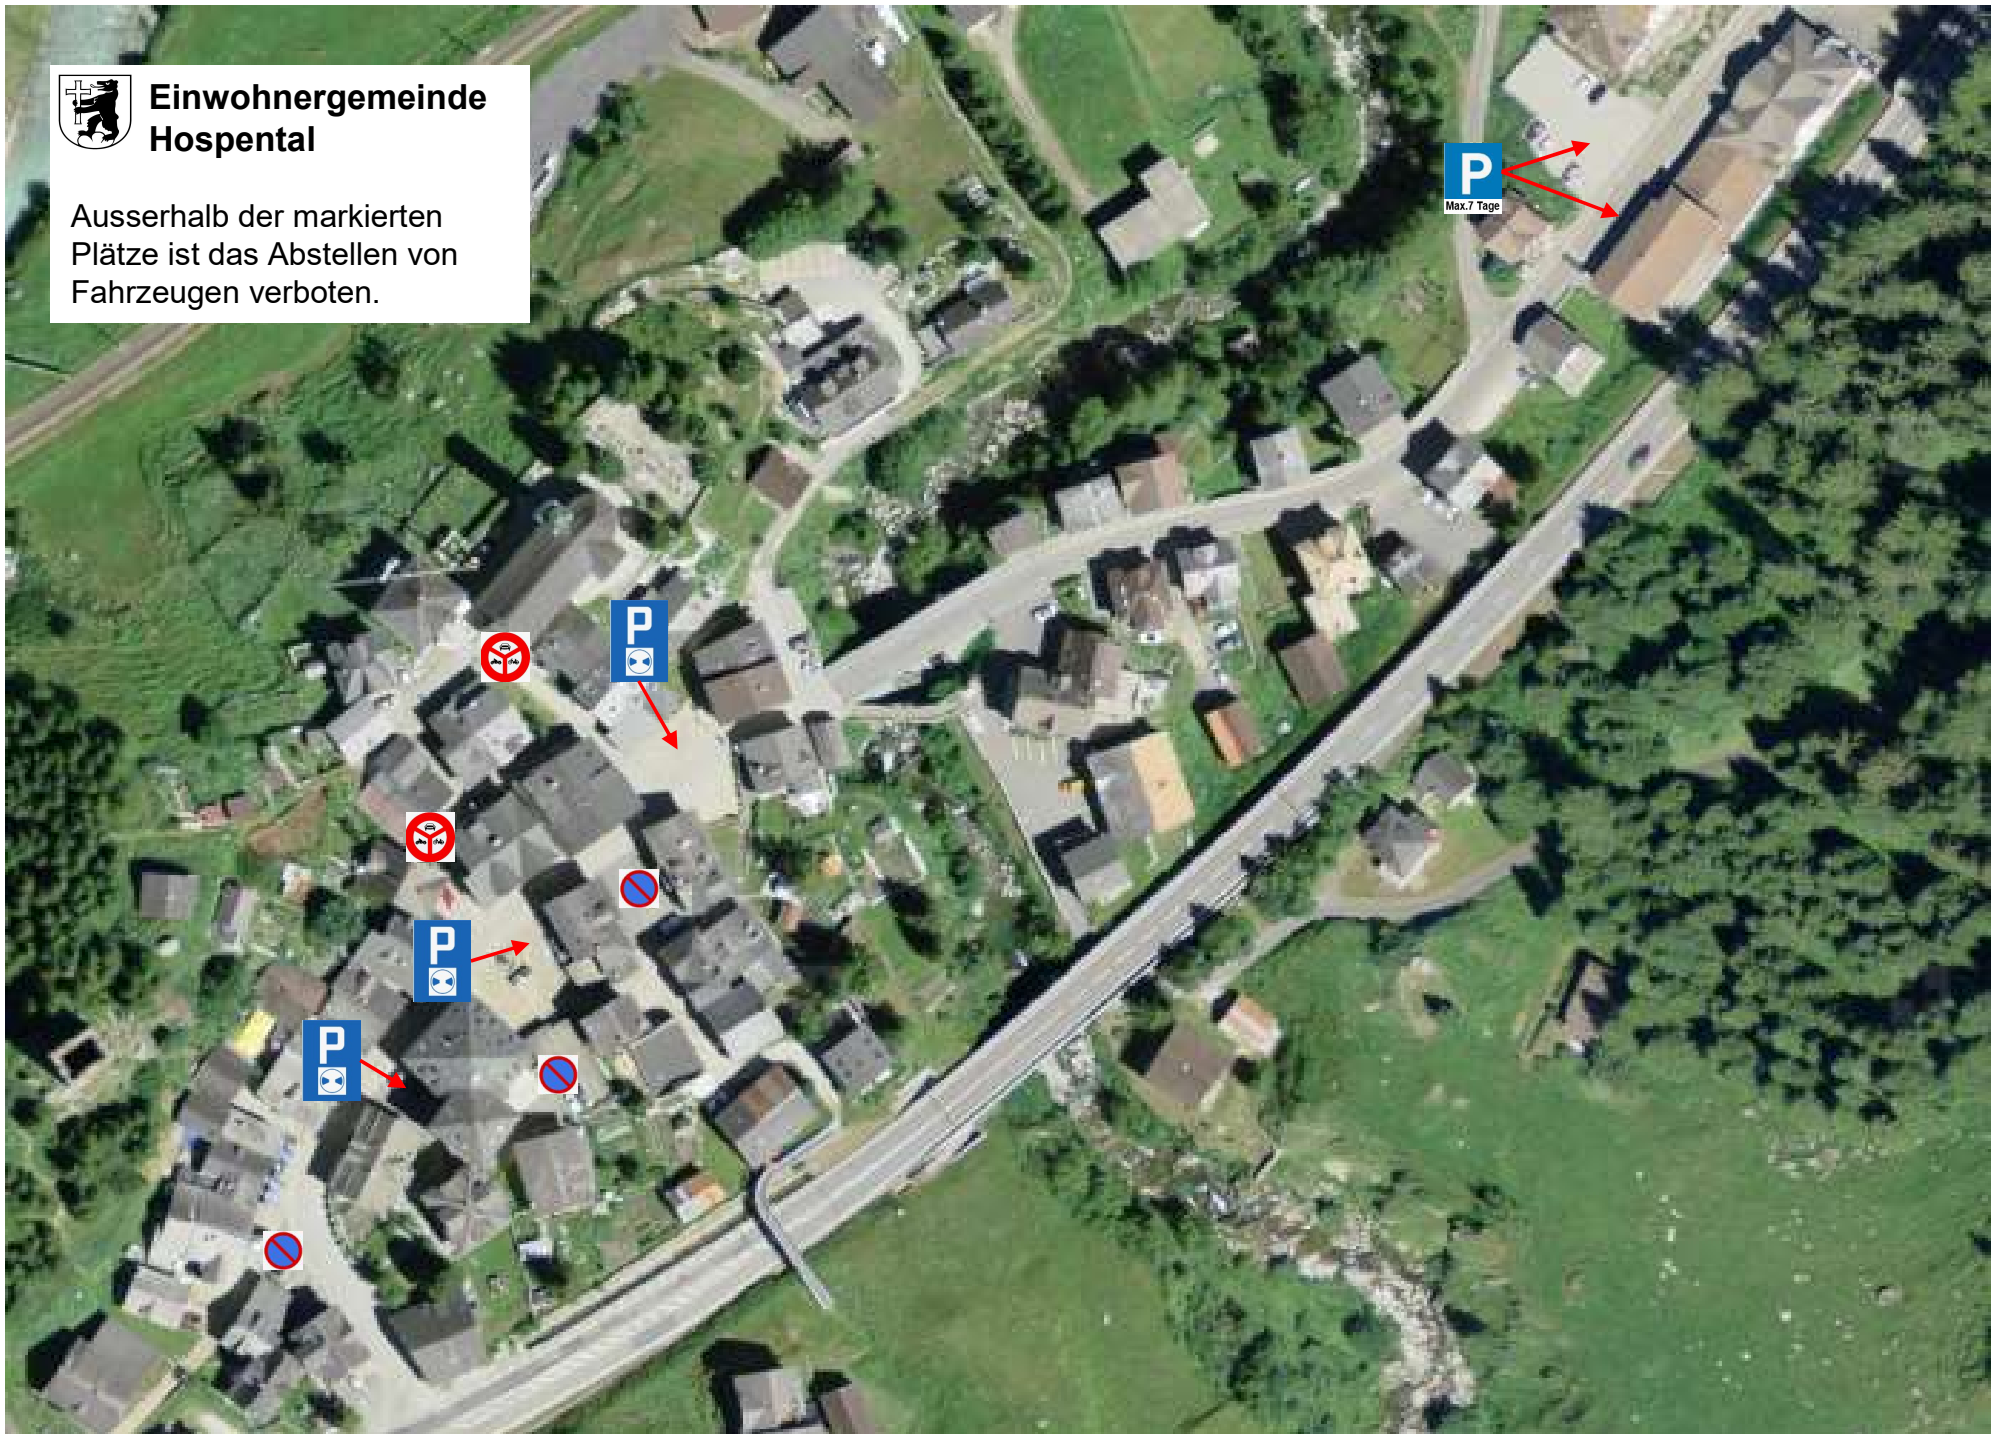 Einwohnergemeinde
Hospental
Ausserhalb der markierten
Plätze ist das Abstellen von
Fahrzeugen verboten.
P
Max.7 Tage
P
P
P